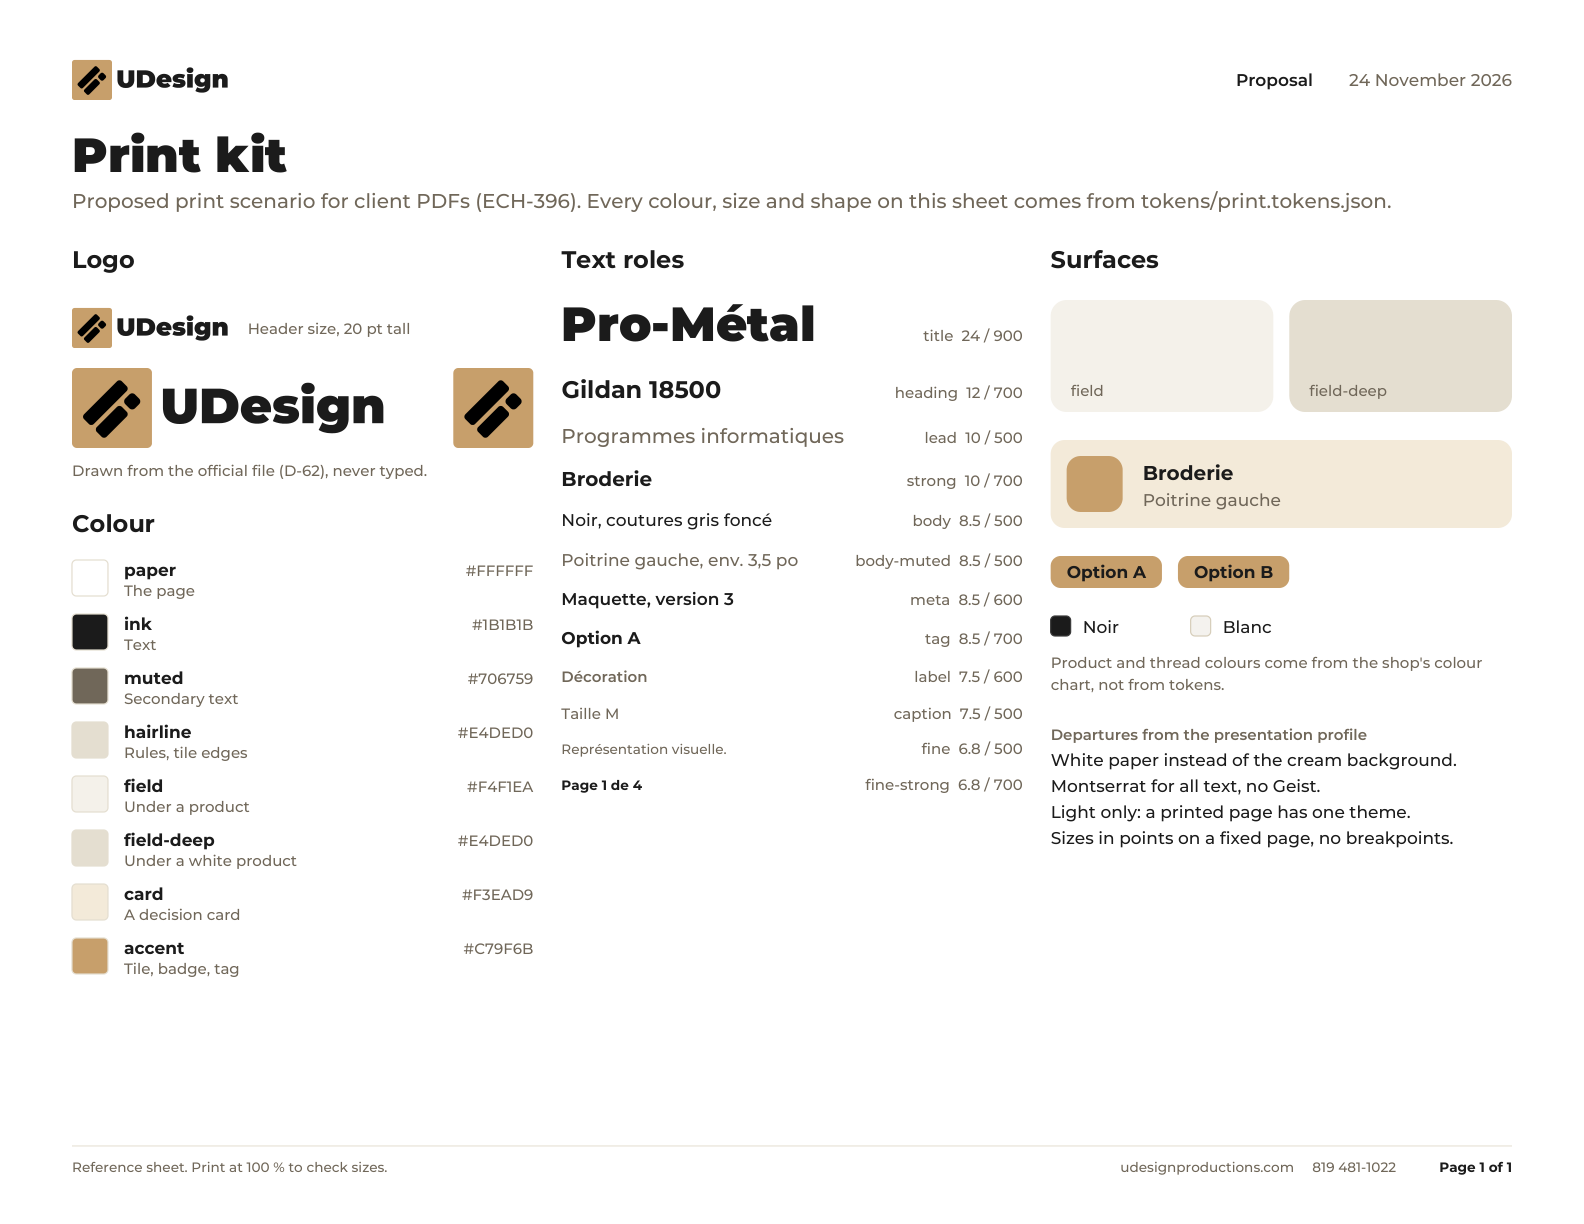 UDesign
Proposal 24 November 2026
Print kit
Proposed print scenario for client PDFs (ECH-396). Every colour, size and shape on this sheet comes from tokens/print.tokens.json.
Logo
UDesign Header size, 20 pt tall
UDesign
Drawn from the official file (D-62), never typed.
Colour
paper #FFFFFF
The page
ink #1B1B1B
Text
muted #706759
Secondary text
hairline #E4DED0
Rules, tile edges
field #F4F1EA
Under a product
field-deep #E4DED0
Under a white product
card #F3EAD9
A decision card
accent #C79F6B
Tile, badge, tag
Text roles
Pro-Métal title 24 / 900
Gildan 18500 heading 12 / 700
Programmes informatiques lead 10 / 500
Broderie strong 10 / 700
Noir, coutures gris foncé body 8.5 / 500
Poitrine gauche, env. 3,5 po body-muted 8.5 / 500
Maquette, version 3 meta 8.5 / 600
Option A tag 8.5 / 700
Décoration label 7.5 / 600
Taille M caption 7.5 / 500
Représentation visuelle. fine 6.8 / 500
Page 1 de 4 fine-strong 6.8 / 700
Surfaces
field field-deep
Broderie
Poitrine gauche
Option A Option B
Noir Blanc
Product and thread colours come from the shop's colour
chart, not from tokens.
Departures from the presentation profile
White paper instead of the cream background.
Montserrat for all text, no Geist.
Light only: a printed page has one theme.
Sizes in points on a fixed page, no breakpoints.
Reference sheet. Print at 100 % to check sizes.
udesignproductions.com 819 481-1022 Page 1 of 1